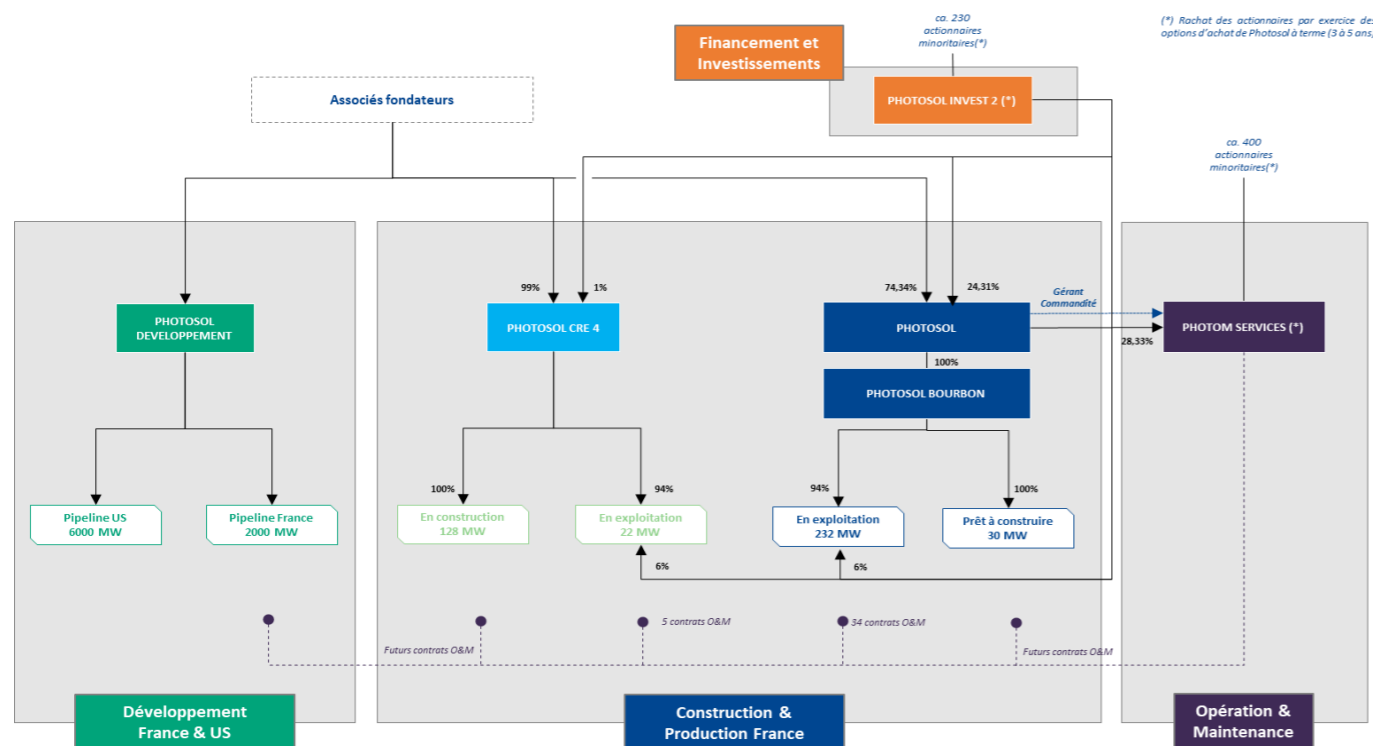 ca. 230
actionnaires
minoritaires(*)
(*) Rachat des actionnaires par exercice des
options d'achat de Photosol à terme (3 à 5 ans)
Financement et
Investissements
Associés fondateurs
PHOTOSOL INVEST 2 (*)
ca. 400
actionnaires
minoritaires(*)
99%
1%
74,34%
24,31%
Gérant
Commandité
PHOTOSOL
DEVELOPPEMENT
PHOTOSOL CRE 4
PHOTOSOL
PHOTOM SERVICES (*)
28,33%
100%
PHOTOSOL BOURBON
100%
94%
94%
100%
Pipeline US
6000 MW
Pipeline France
2000 MW
En construction
128 MW
En exploitation
22 MW
En exploitation
232 MW
Prêt à construire
30 MW
6%
6%
5 contrats O&M
34 contrats O&M
Futurs contrats O&M
Futurs contrats O&M
Développement
France & US
Construction &
Production France
Opération &
Maintenance